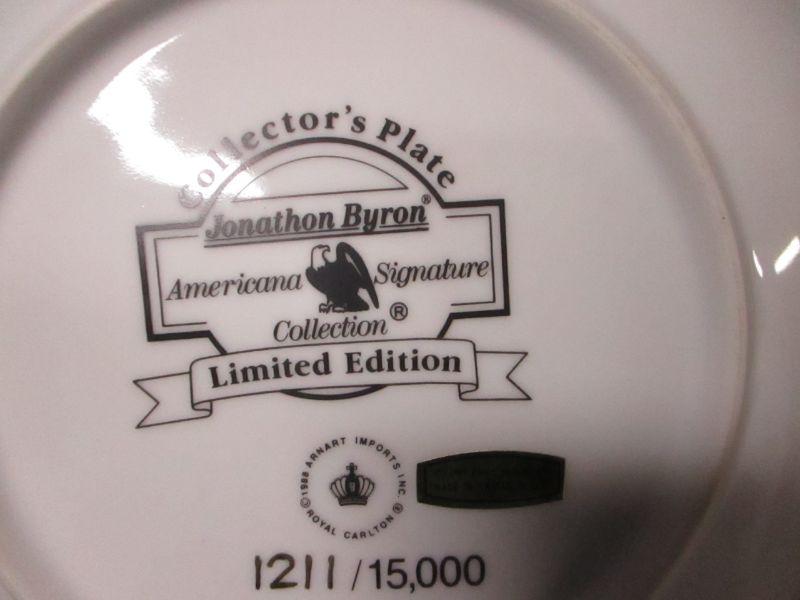 Collector's Plate
Jonathon Byron®
Americana Signature
Collection®
Limited Edition
©1988 ARNART IMPORTS INC.
ROYAL CARLTON®
1211/15,000